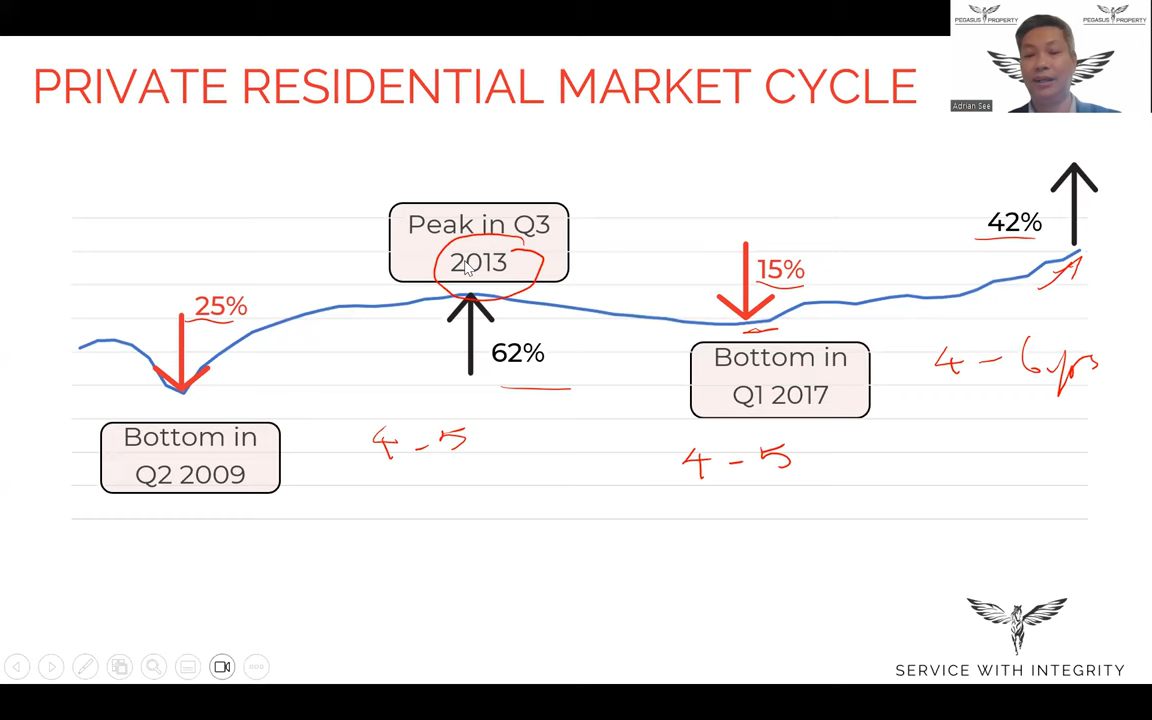 PEGASUS PROPERTY
PEGASUS PROPERTY
Adrian See
PRIVATE RESIDENTIAL MARKET CYCLE
42%
Peak in Q3
2013
15%
25%
62%
Bottom in
Q1 2017
4 - 6 yrs
Bottom in
Q2 2009
4 - 5
4 - 5
SERVICE WITH INTEGRITY